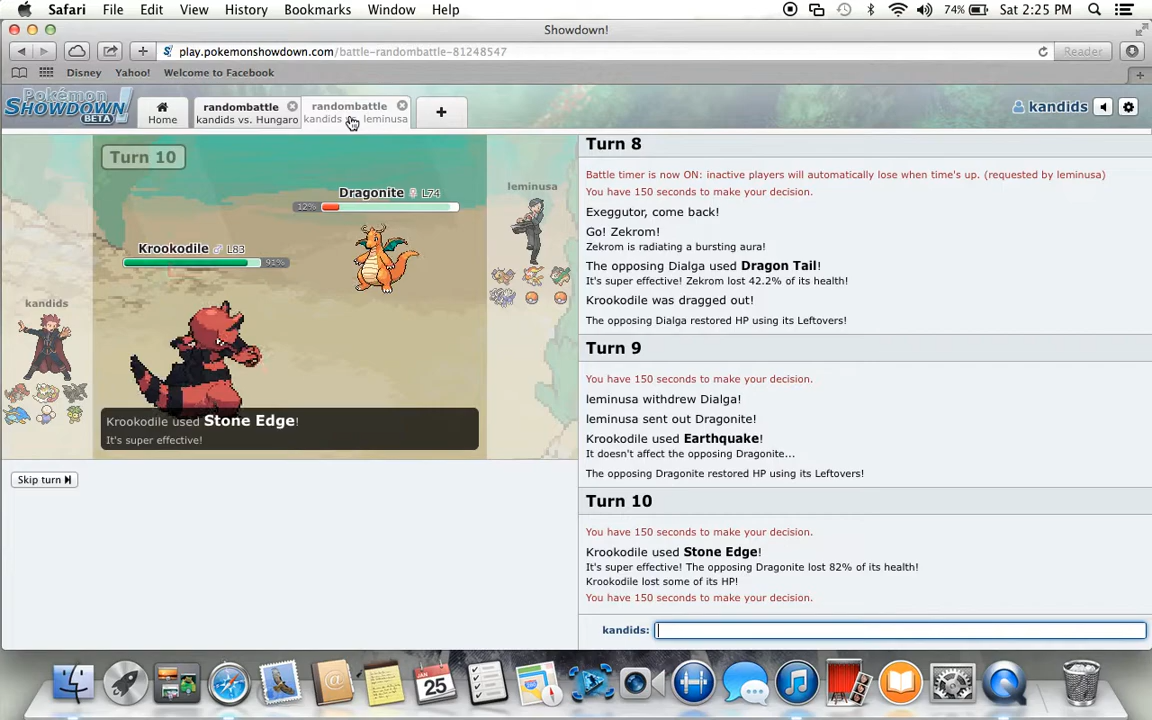 Safari File Edit View History Bookmarks Window Help 74% Sat 2:25 PM
Showdown!
play.pokemonshowdown.com/battle-randombattle-81248547 Reader
Disney Yahoo! Welcome to Facebook
Pokémon
SHOWDOWN!
BETA
Home
randombattle
kandids vs. Hungaro
randombattle
kandids leminusa
kandids
Turn 10
Dragonite ♀ L74
12%
Krookodile ♂ L83
91%
leminusa
kandids
Krookodile used Stone Edge!
It's super effective!
Skip turn
Turn 8
Battle timer is now ON: inactive players will automatically lose when time's up. (requested by leminusa)
You have 150 seconds to make your decision.
Exeggutor, come back!
Go! Zekrom!
Zekrom is radiating a bursting aura!
The opposing Dialga used Dragon Tail!
It's super effective! Zekrom lost 42.2% of its health!
Krookodile was dragged out!
The opposing Dialga restored HP using its Leftovers!
Turn 9
You have 150 seconds to make your decision.
leminusa withdrew Dialga!
leminusa sent out Dragonite!
Krookodile used Earthquake!
It doesn't affect the opposing Dragonite...
The opposing Dragonite restored HP using its Leftovers!
Turn 10
You have 150 seconds to make your decision.
Krookodile used Stone Edge!
It's super effective! The opposing Dragonite lost 82% of its health!
Krookodile lost some of its HP!
You have 150 seconds to make your decision.
kandids:
JAN
25